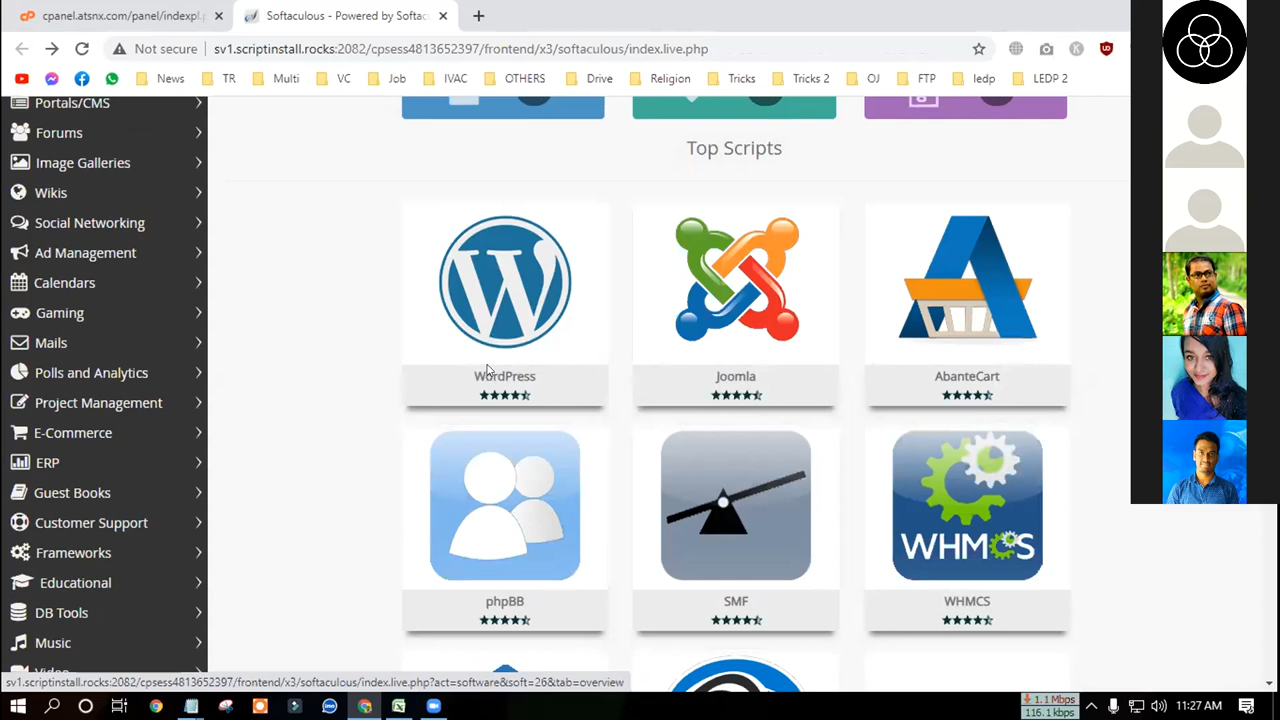 cpanel.atsnx.com/panel/indexpl.p
Softaculous - Powered by Softac
Not secure
sv1.scriptinstall.rocks:2082/cpsess4813652397/frontend/x3/softaculous/index.live.php
News
TR
Multi
VC
Job
IVAC
OTHERS
Drive
Religion
Tricks
Tricks 2
OJ
FTP
ledp
LEDP 2
Portals/CMS
Forums
Image Galleries
Wikis
Social Networking
Ad Management
Calendars
Gaming
Mails
Polls and Analytics
Project Management
E-Commerce
ERP
Guest Books
Customer Support
Frameworks
Educational
DB Tools
Music
Top Scripts
WordPress
Joomla
AbanteCart
WHMCS
phpBB
SMF
WHMCS
sv1.scriptinstall.rocks:2082/cpsess4813652397/frontend/x3/softaculous/index.live.php?act=software&soft=26&tab=overview
1.1 Mbps
116.1 kbps
11:27 AM